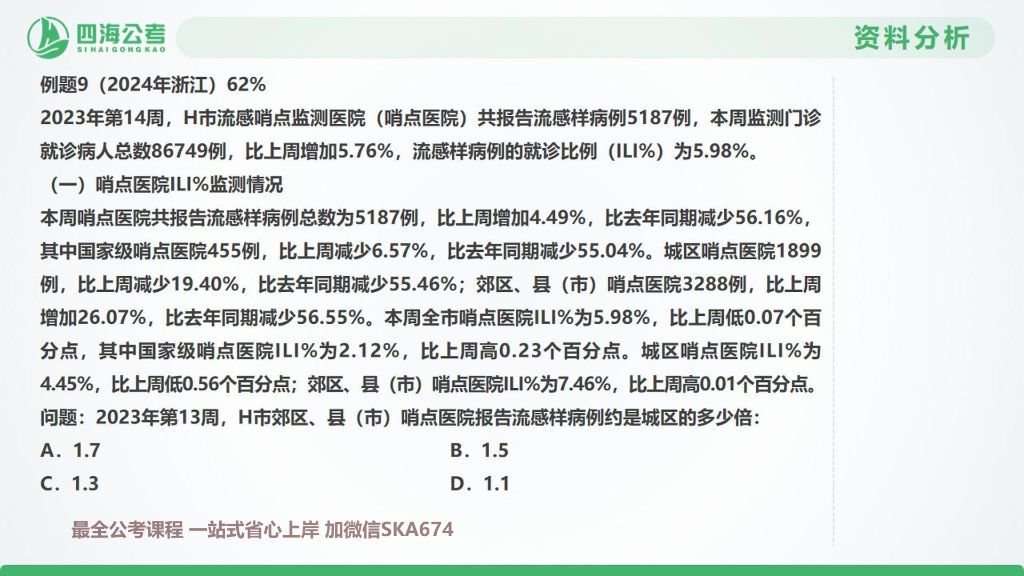 四海公考
SIHAIGONGKAO
资料分析
例题9（2024年浙江）62%
2023年第14周，H市流感哨点监测医院（哨点医院）共报告流感样病例5187例，本周监测门诊
就诊病人总数86749例，比上周增加5.76%，流感样病例的就诊比例（ILI%）为5.98%。
（一）哨点医院ILI%监测情况
本周哨点医院共报告流感样病例总数为5187例，比上周增加4.49%，比去年同期减少56.16%，
其中国家级哨点医院455例，比上周减少6.57%，比去年同期减少55.04%。城区哨点医院1899
例，比上周减少19.40%，比去年同期减少55.46%；郊区、县（市）哨点医院3288例，比上周
增加26.07%，比去年同期减少56.55%。本周全市哨点医院ILI%为5.98%，比上周低0.07个百
分点，其中国家级哨点医院ILI%为2.12%，比上周高0.23个百分点。城区哨点医院ILI%为
4.45%，比上周低0.56个百分点；郊区、县（市）哨点医院ILI%为7.46%，比上周高0.01个百分点。
问题：2023年第13周，H市郊区、县（市）哨点医院报告流感样病例约是城区的多少倍：
A．1.7
B．1.5
C．1.3
D．1.1
最全公考课程 一站式省心上岸 加微信SKA674